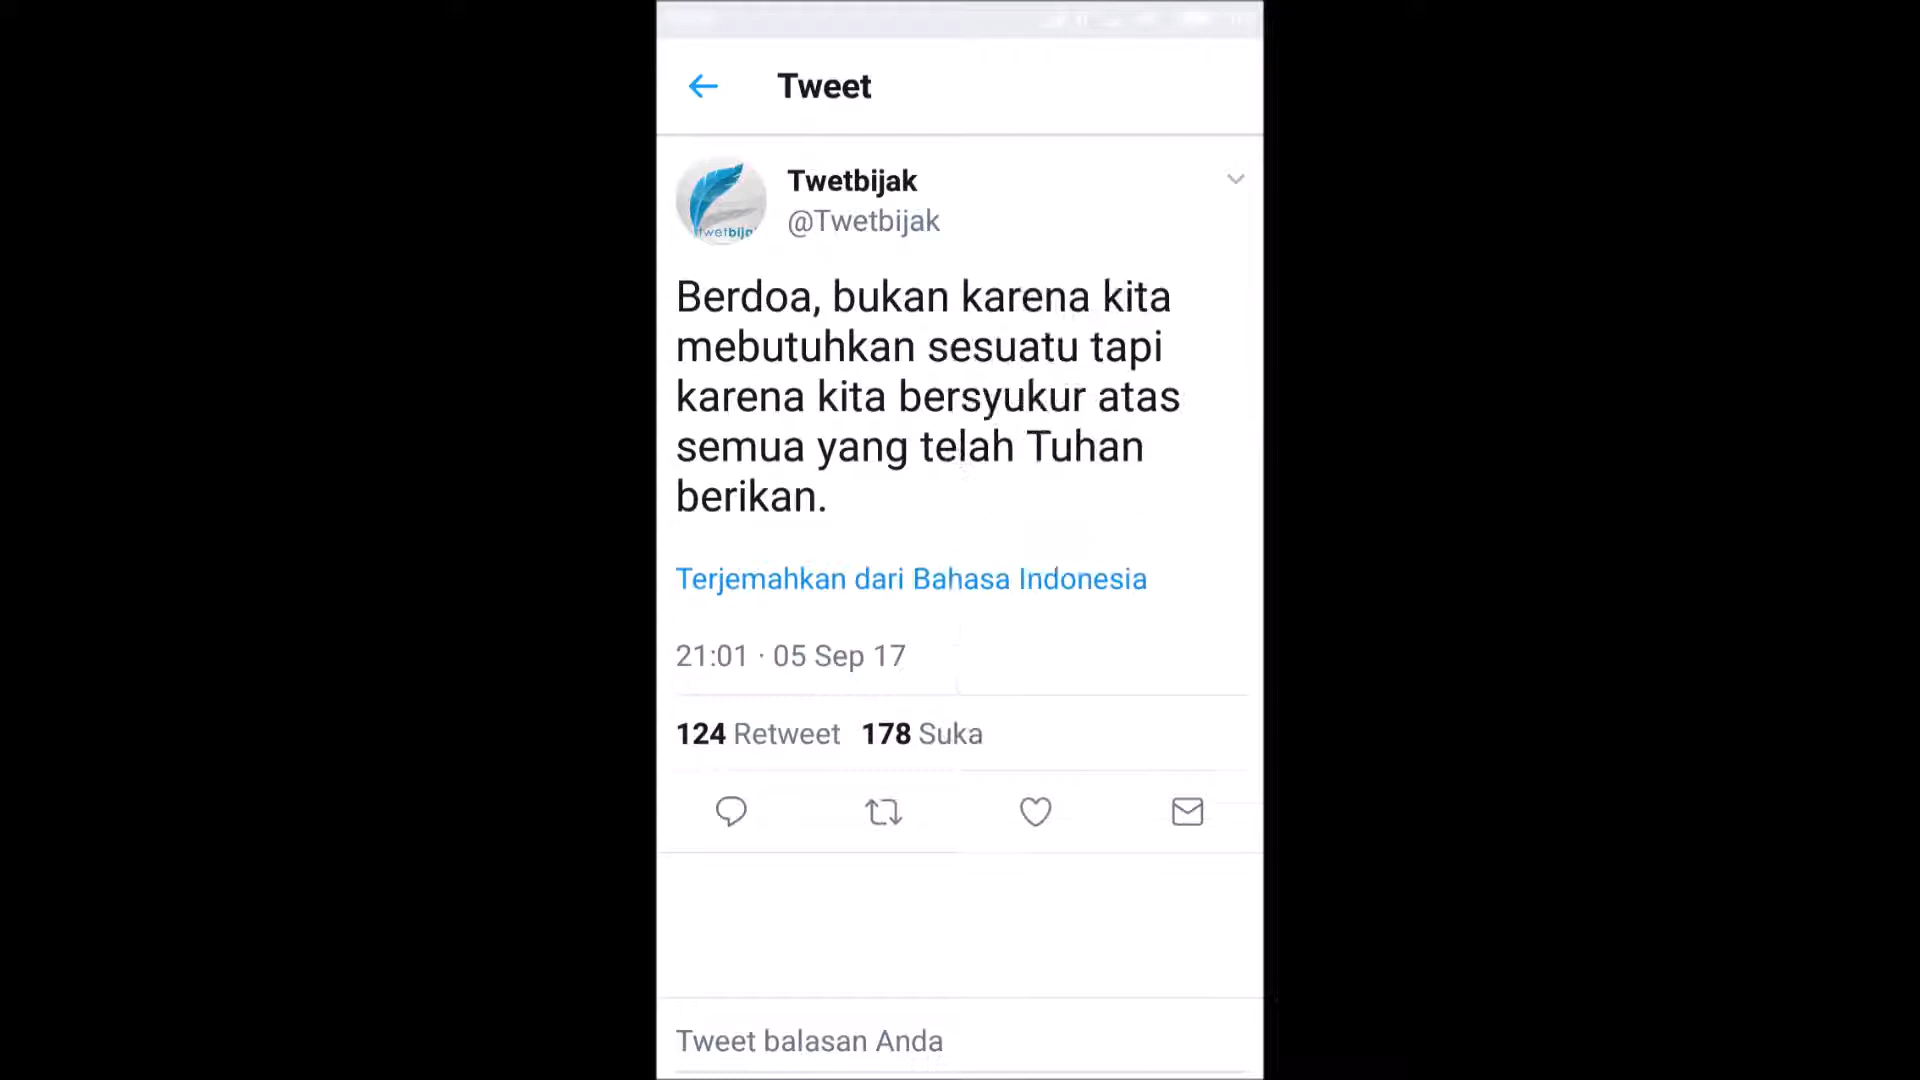 Tweet
Twetbijak
@Twetbijak
twetbija
Berdoa, bukan karena kita
mebutuhkan sesuatu tapi
karena kita bersyukur atas
semua yang telah Tuhan
berikan.
Terjemahkan dari Bahasa Indonesia
21:01 · 05 Sep 17
124 Retweet 178 Suka
Tweet balasan Anda